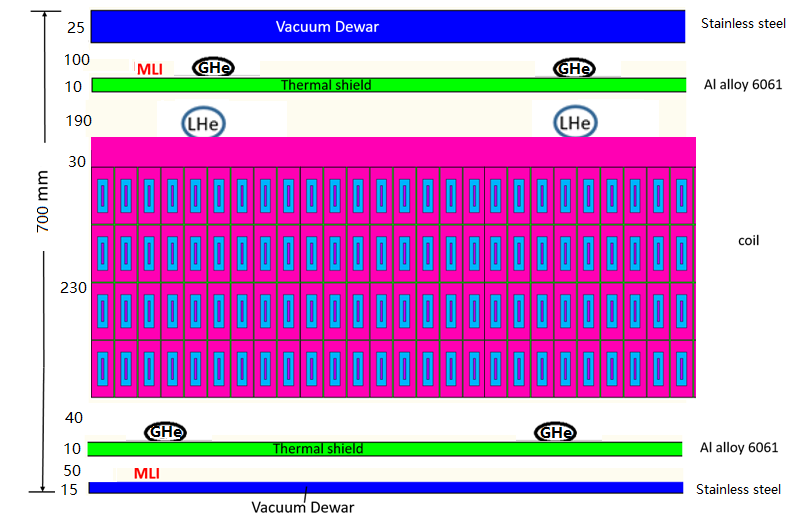 25
Vacuum Dewar
Stainless steel
100
MLI
GHe
GHe
10
Thermal shield
Al alloy 6061
190
LHe
LHe
30
700 mm
coil
230
40
GHe
GHe
10
Thermal shield
Al alloy 6061
50
MLI
15
Stainless steel
Vacuum Dewar